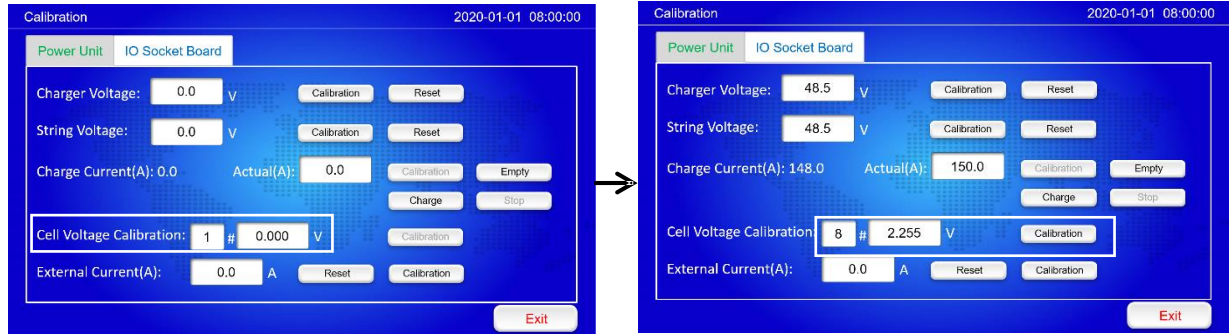 Calibration 2020-01-01 08:00:00
Power Unit IO Socket Board
Charger Voltage: 0.0 V Calibration Reset
String Voltage: 0.0 V Calibration Reset
Charge Current(A): 0.0 Actual(A): 0.0 Calibration Empty
Charge Stop
Cell Voltage Calibration: 1 # 0.000 V Calibration
External Current(A): 0.0 A Reset Calibration
Exit
Calibration 2020-01-01 08:00:00
Power Unit IO Socket Board
Charger Voltage: 48.5 V Calibration Reset
String Voltage: 48.5 V Calibration Reset
Charge Current(A): 148.0 Actual(A): 150.0 Calibration Empty
Charge Stop
Cell Voltage Calibration: 8 # 2.255 V Calibration
External Current(A): 0.0 A Reset Calibration
Exit